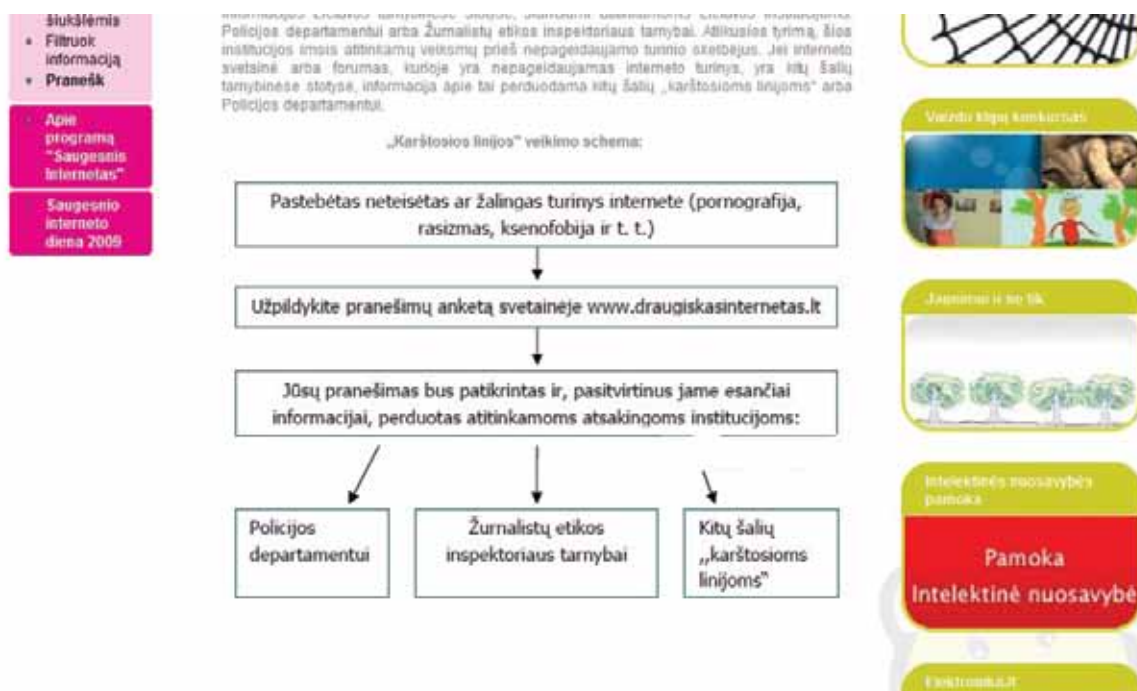 šiukšlėmis
Filtruok
informaciją
Pranešk
Apie
programą
"Saugesnis
Internetas"
Saugesnio
interneto
diena 2009
Policijos departamentui arba Žurnalistų etikos inspektoriaus tarnybai. Atlikusios tyrimą, šios
institucijos imsis atitinkamų veiksmų prieš nepageidaujamo turinio skelbėjus. Jei interneto
svetainė arba forumas, kurioje yra nepageidaujamas interneto turinys, yra kitų šalių
tarnybinėse stotyse, informacija apie tai perduodama kitų šalių „karštosioms linijoms" arba
Policijos departamentui.
„Karštosios linijos" veikimo schema:
Pastebėtas neteisėtas ar žalingas turinys internete (pornografija,
rasizmas, ksenofobija ir t. t.)
Užpildykite pranešimų anketą svetainėje www.draugiskasinternetas.lt
Jūsų pranešimas bus patikrintas ir, pasitvirtinus jame esančiai
informacijai, perduotas atitinkamoms atsakingoms institucijoms:
Policijos
departamentui
Žurnalistų etikos
inspektoriaus tarnybai
Kitų šalių
„karštosioms
linijoms"
Vaizdo klipų konkursas
Jaunimui ir ne tik
Intelektinės nuosavybės
pamoka
Pamoka
Intelektinė nuosavybė
Elektronika.lt